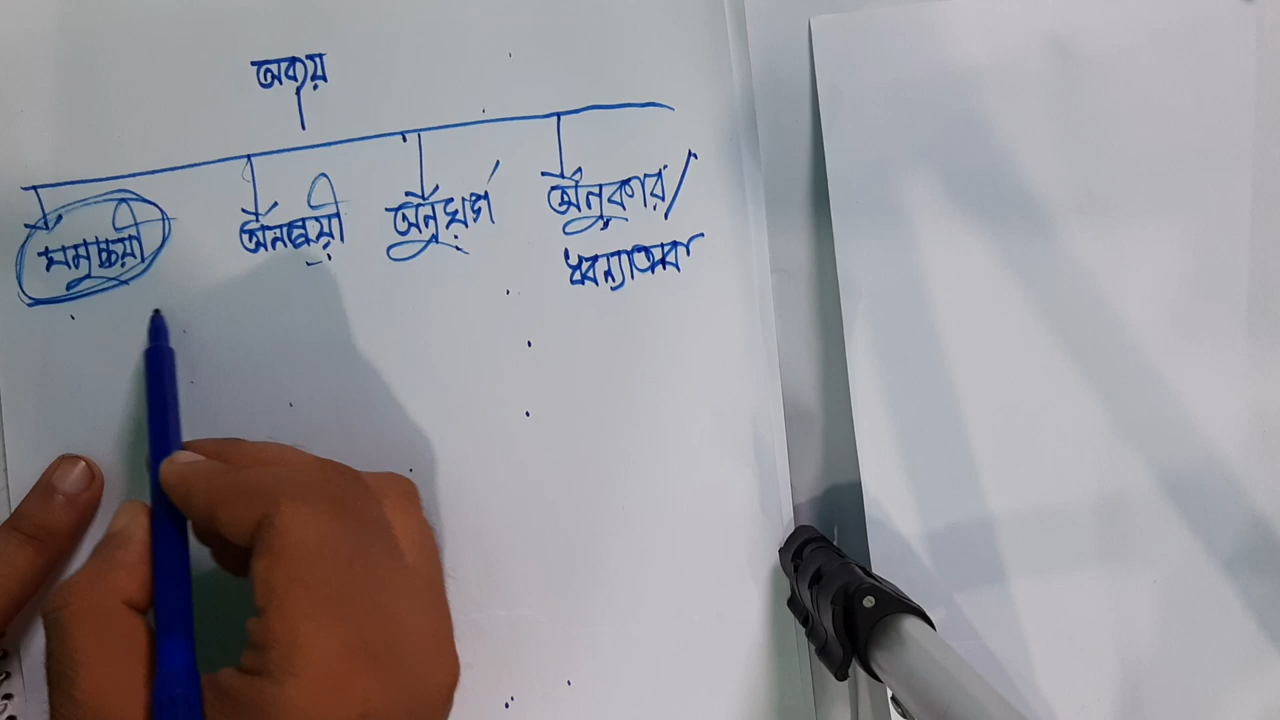 অব্যয়
সমুচ্চয়ী অনন্বয়ী অনুসর্গ অনুকার/
ধ্বন্যাত্মক